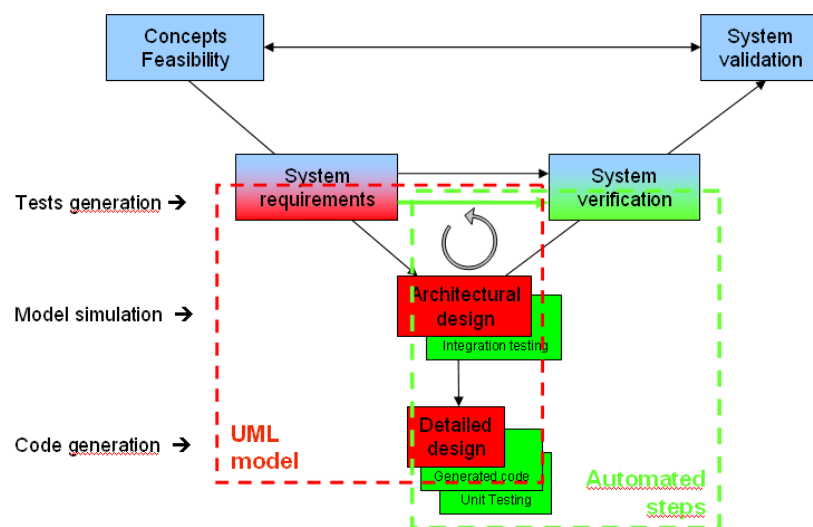 Concepts
Feasibility
System
validation
System
requirements
System
verification
Tests generation →
Architectural
design
Integration testing
Model simulation →
Detailed
design
Generated code
Unit Testing
Code generation →
UML
model
Automated
steps